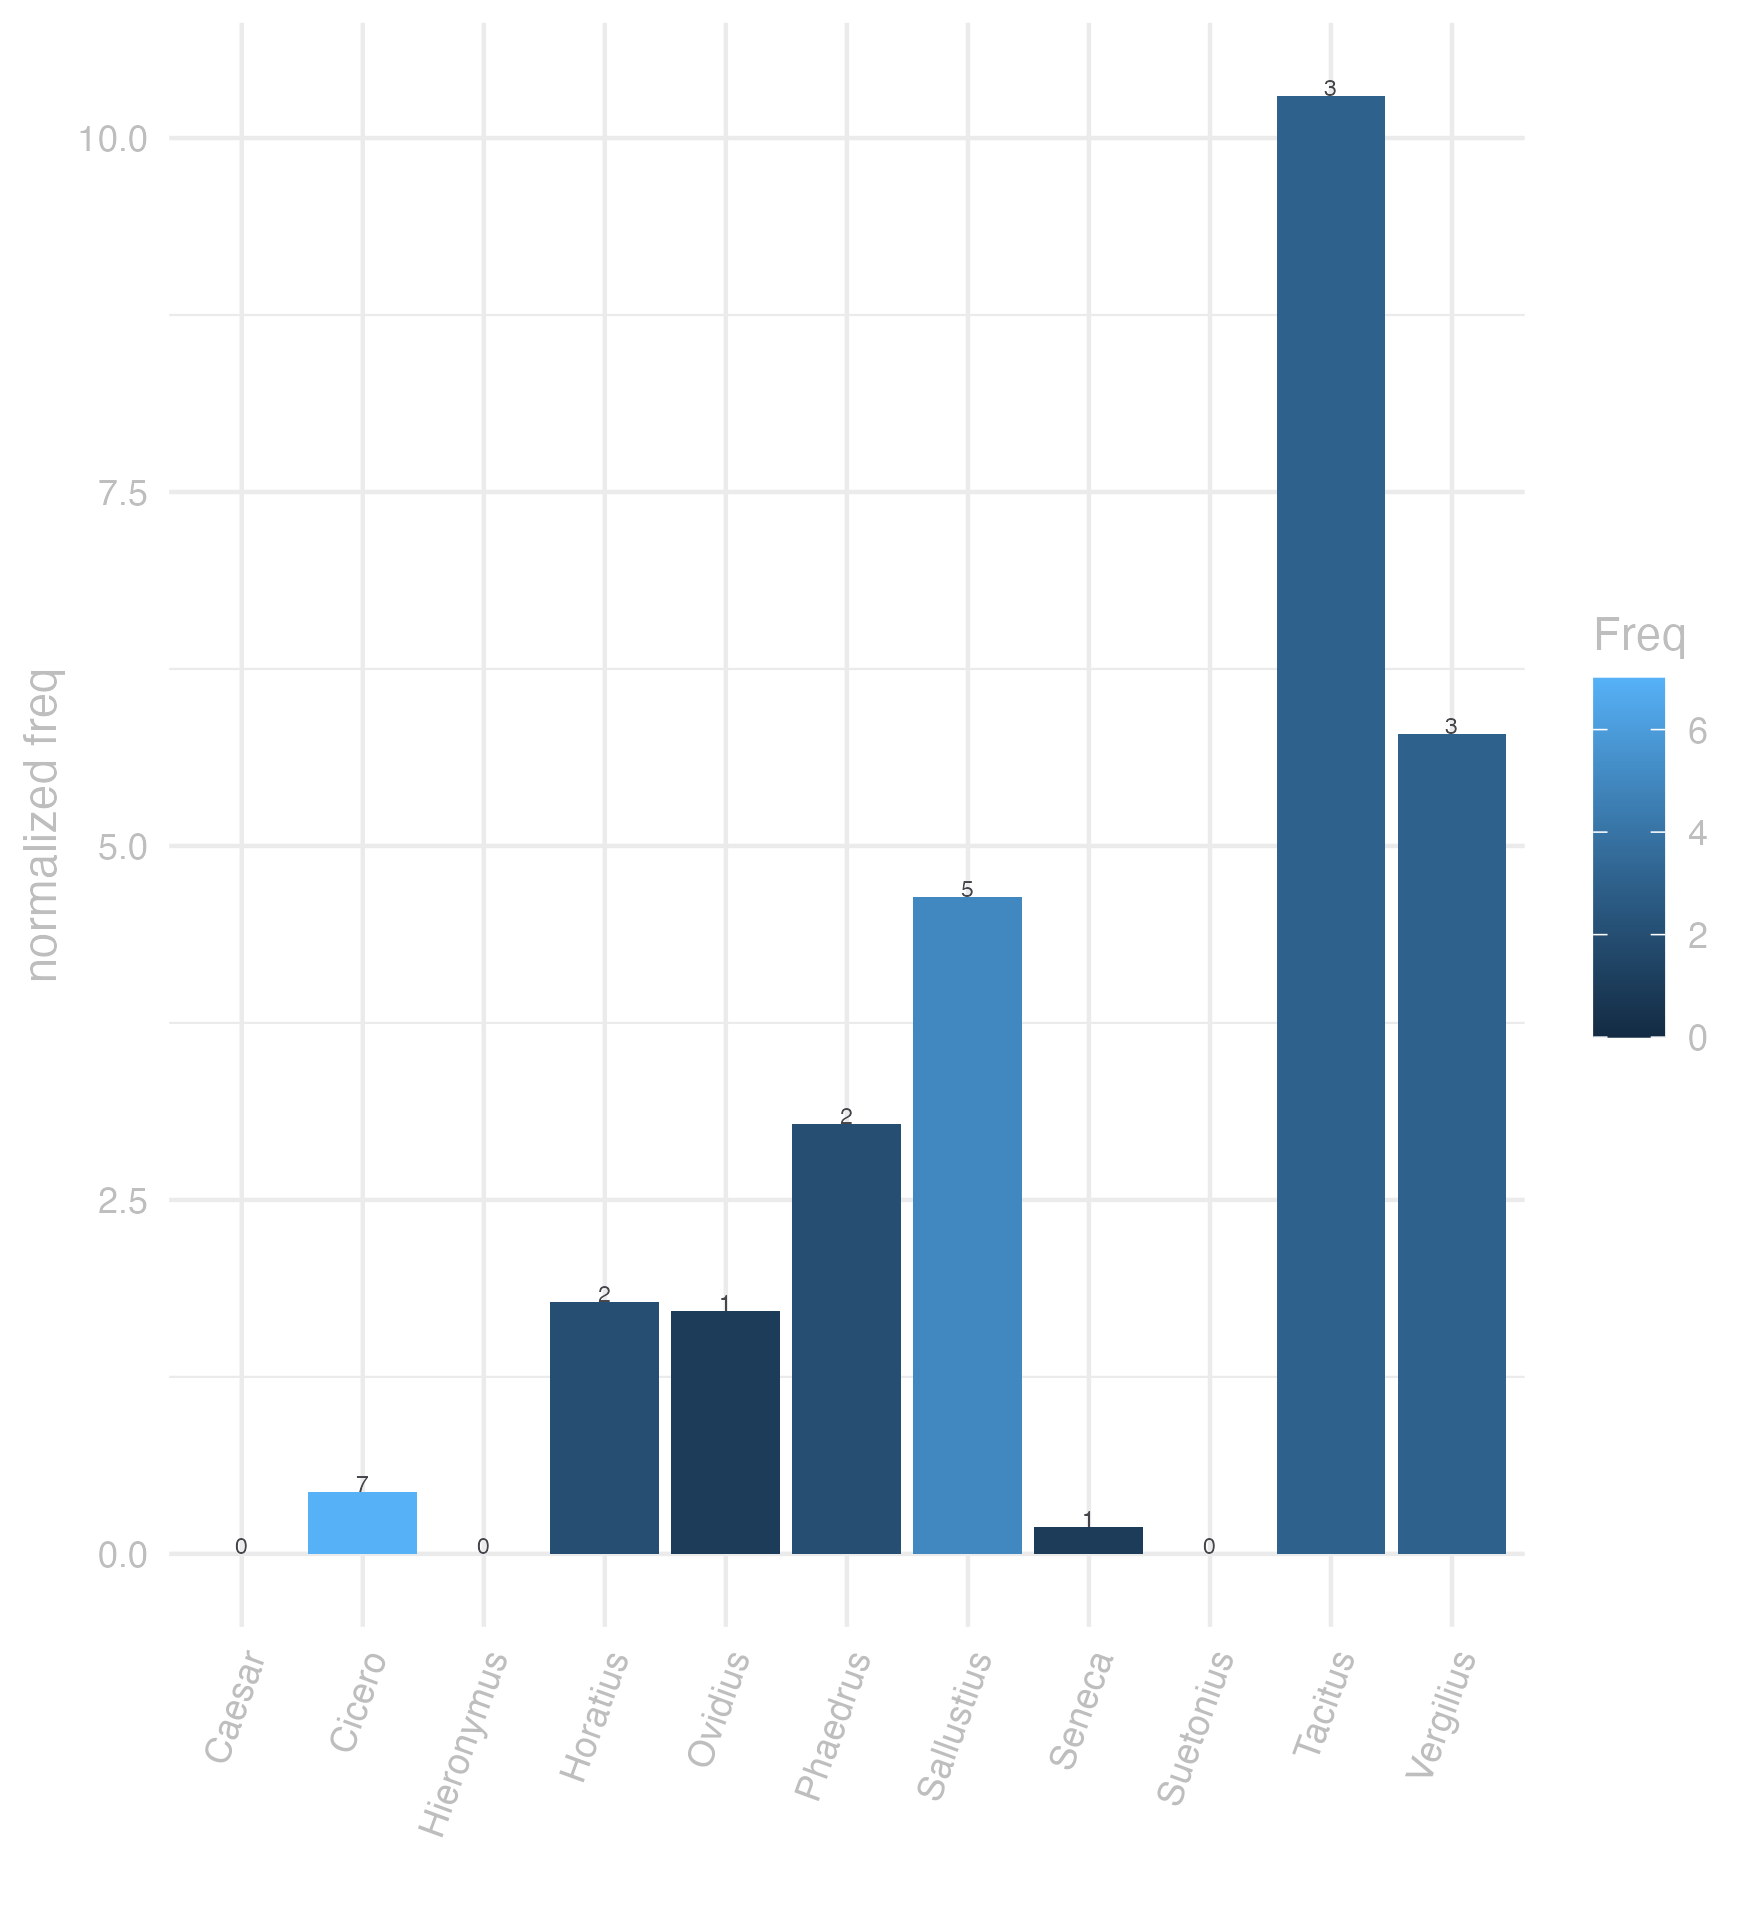 3
10.0
7.5
Freq
3
6
normalized freq
5.0
4
5
2
2
0
2.5
2
1
7
1
0.0
0
0
0
Caesar
Cicero
Hieronymus
Horatius
Ovidius
Phaedrus
Sallustius
Seneca
Suetonius
Tacitus
Vergilius